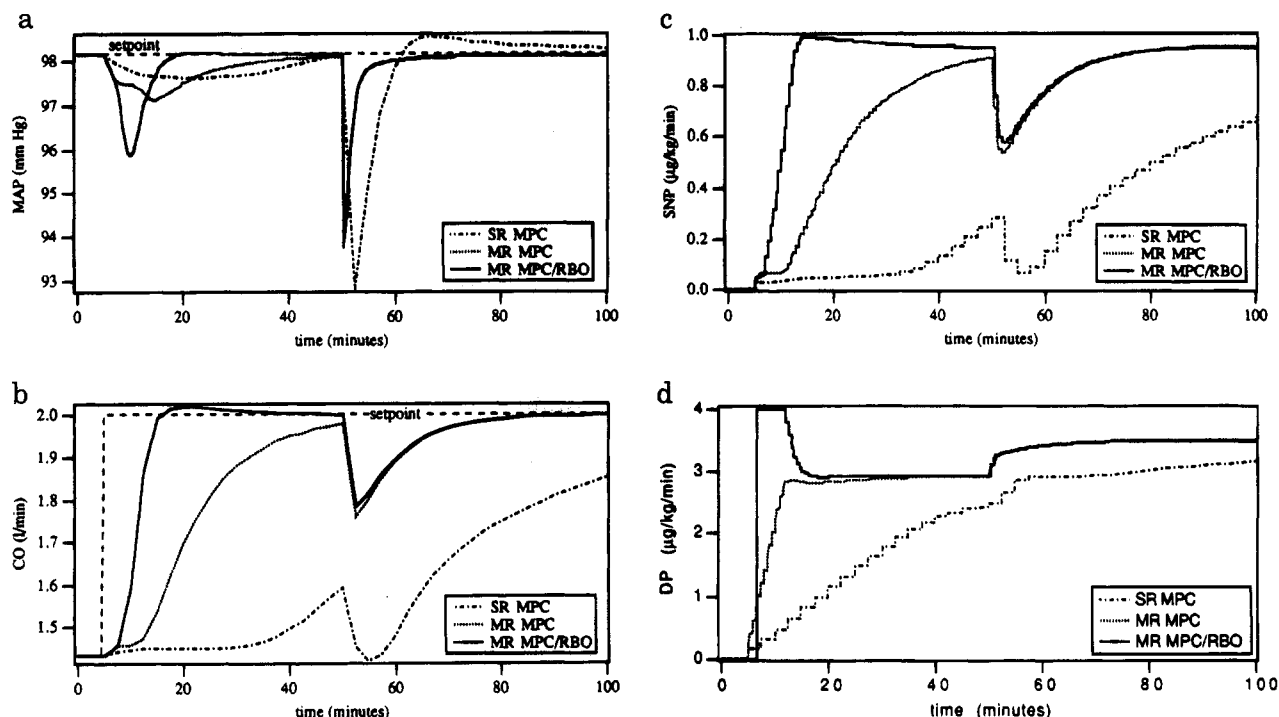 a
setpoint
98
97
96
95
94
93
MAP (mm Hg)
SR MPC
MR MPC
MR MPC/RBO
0 20 40 60 80 100
time (minutes)
c
1.0
0.8
0.6
0.4
0.2
0.0
SNP (μg/kg/min)
SR MPC
MR MPC
MR MPC/RBO
0 20 40 60 80 100
time (minutes)
b
setpoint
2.0
1.9
1.8
1.7
1.6
1.5
CO (l/min)
SR MPC
MR MPC
MR MPC/RBO
0 20 40 60 80 100
time (minutes)
d
4
3
2
1
0
DP (μg/kg/min)
SR MPC
MR MPC
MR MPC/RBO
0 20 40 60 80 100
time (minutes)